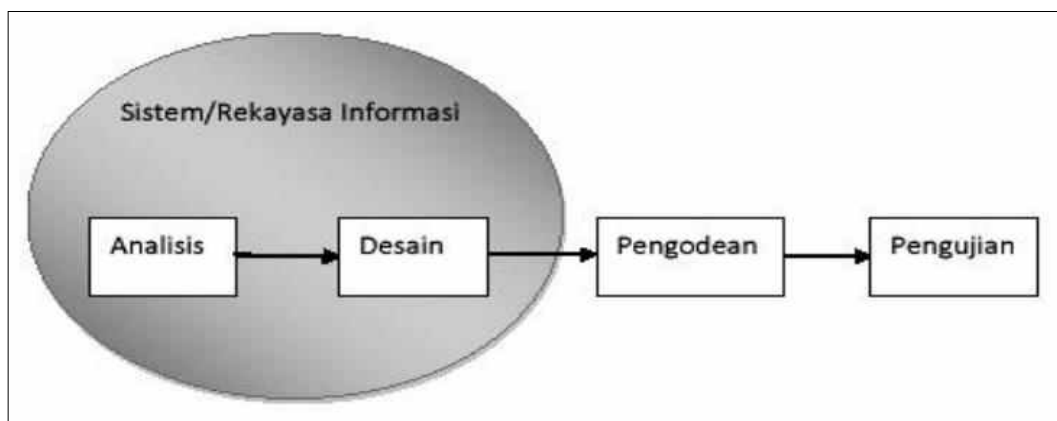 Sistem/Rekayasa Informasi
Analisis
Desain
Pengodean
Pengujian